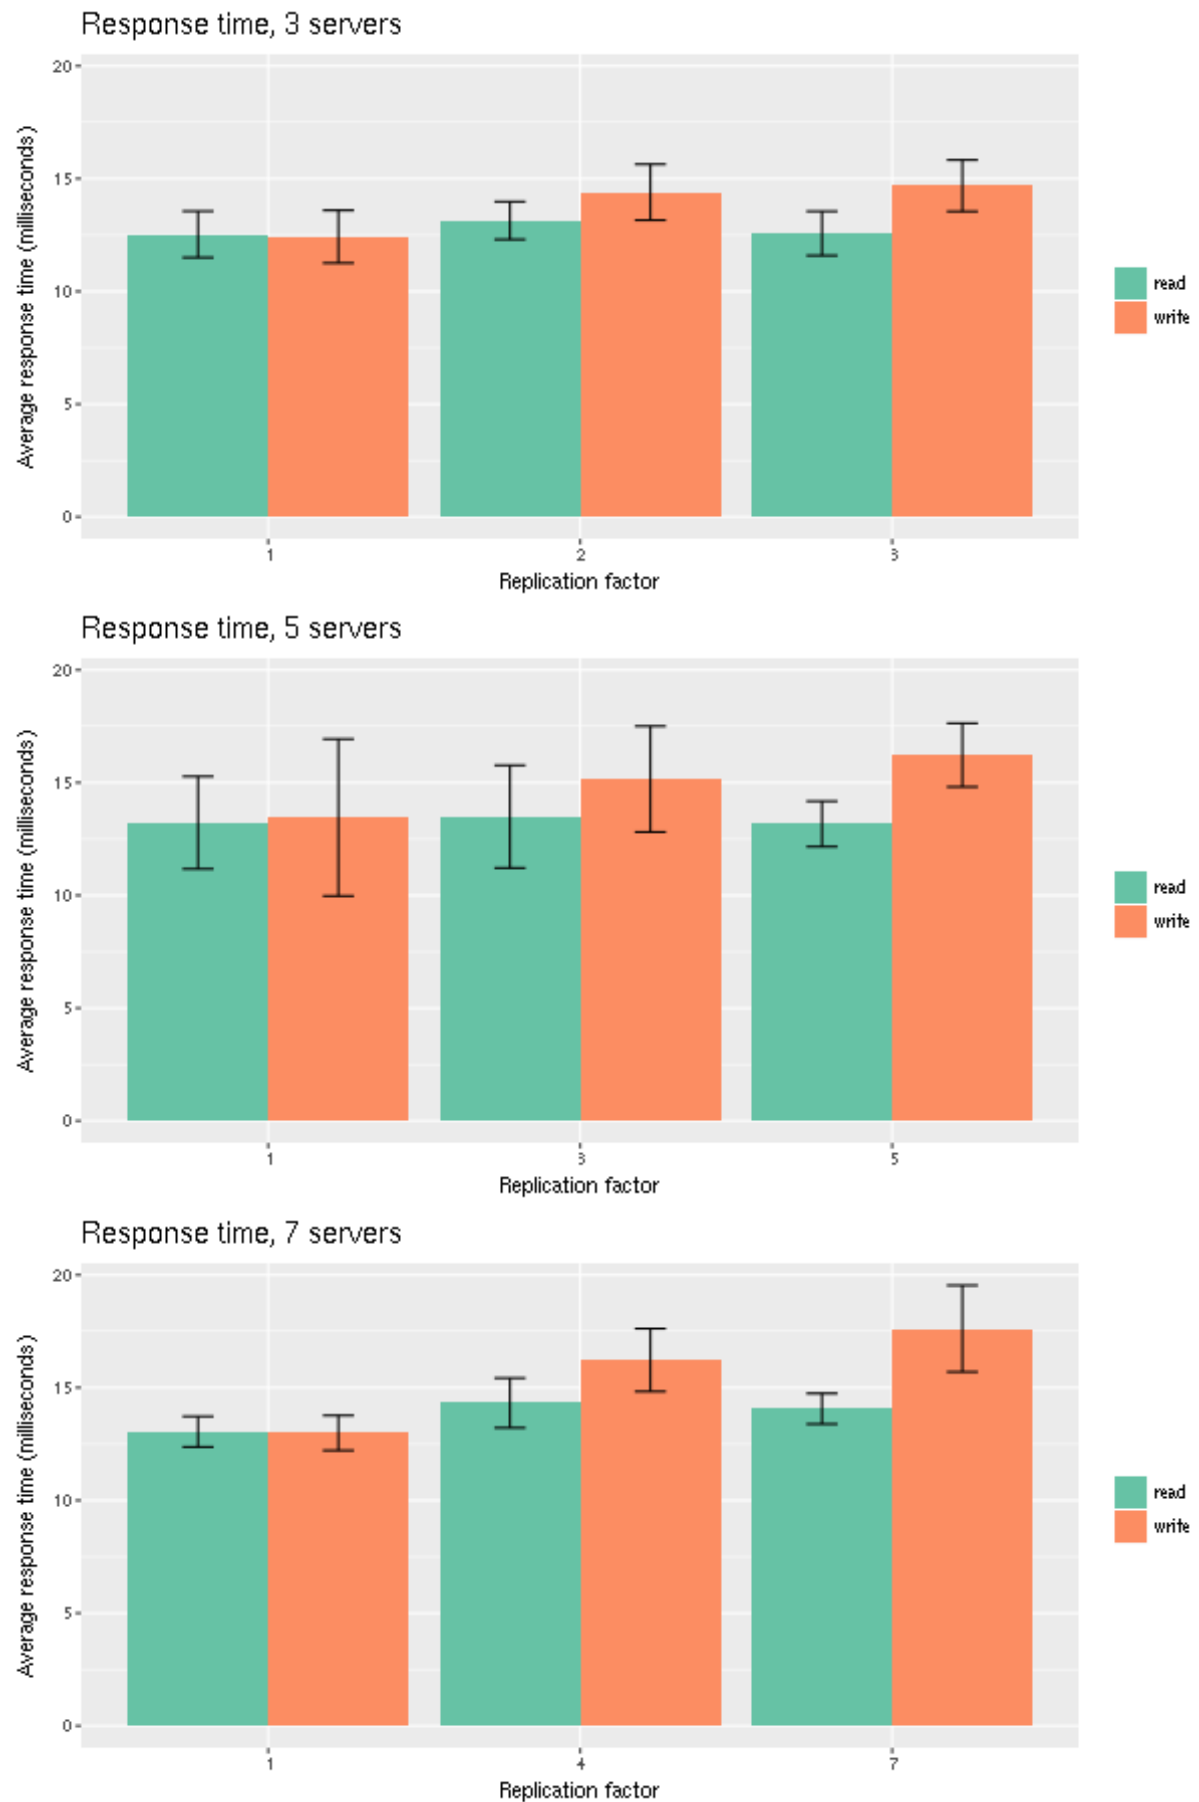 Response time, 3 servers
Average response time (milliseconds)
20
15
10
5
0
1 2 3
Replication factor
read
write
Response time, 5 servers
Average response time (milliseconds)
20
15
10
5
0
1 3 5
Replication factor
read
write
Response time, 7 servers
Average response time (milliseconds)
20
15
10
5
0
1 4 7
Replication factor
read
write